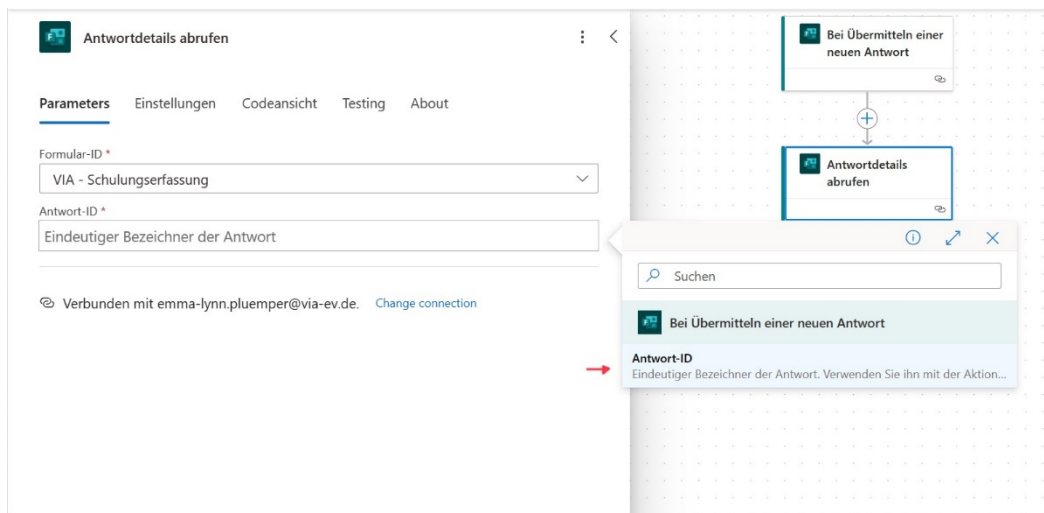 Antwortdetails abrufen
Parameters Einstellungen Codeansicht Testing About
Formular-ID *
VIA - Schulungserfassung
Antwort-ID *
Eindeutiger Bezeichner der Antwort
Verbunden mit emma-lynn.pluemper@via-ev.de. Change connection
Bei Übermitteln einer
neuen Antwort
Antwortdetails
abrufen
Suchen
Bei Übermitteln einer neuen Antwort
Antwort-ID
Eindeutiger Bezeichner der Antwort. Verwenden Sie ihn mit der Aktion...